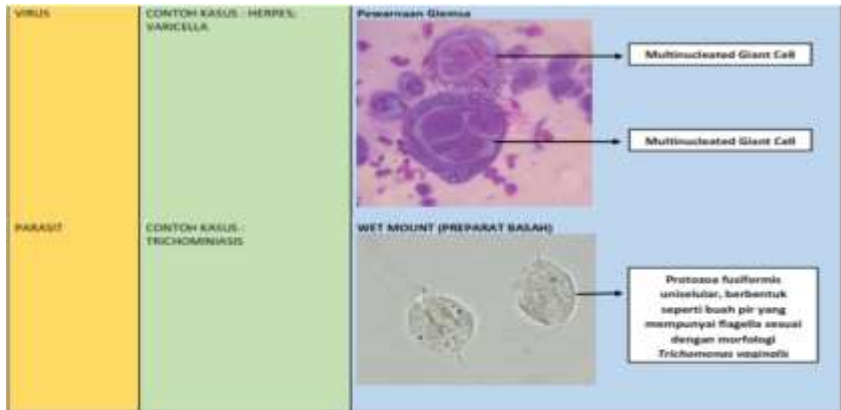 VIRUS
CONTOH KASUS : HERPES;
VARICELLA
Pewarnaan Giemsa
Multinucleated Giant Cell
Multinucleated Giant Cell
PARASIT
CONTOH KASUS :
TRICHOMINIASIS
WET MOUNT (PREPARAT BASAH)
Protozoa fusiformis
uniselular, berbentuk
seperti buah pir yang
mempunyai flagella sesuai
dengan morfologi
Trichomonas vaginalis